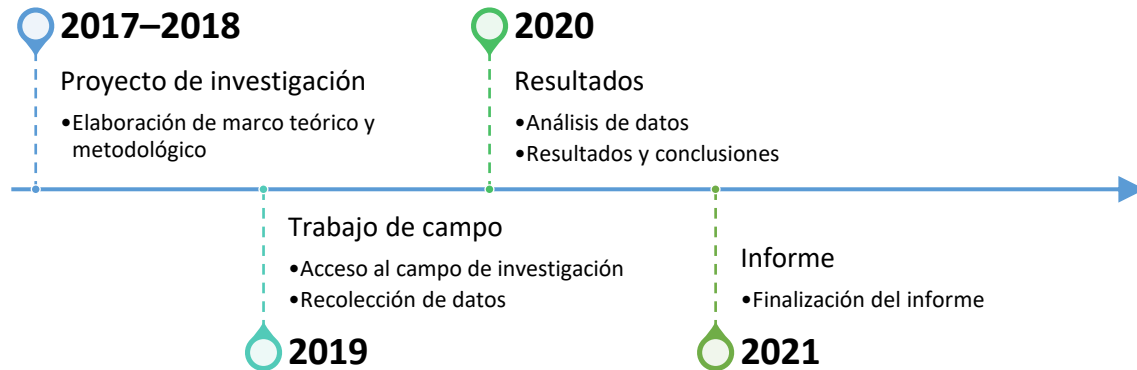 2017–2018
Proyecto de investigación
•Elaboración de marco teórico y
metodológico
2020
Resultados
•Análisis de datos
•Resultados y conclusiones
Trabajo de campo
•Acceso al campo de investigación
•Recolección de datos
2019
Informe
•Finalización del informe
2021